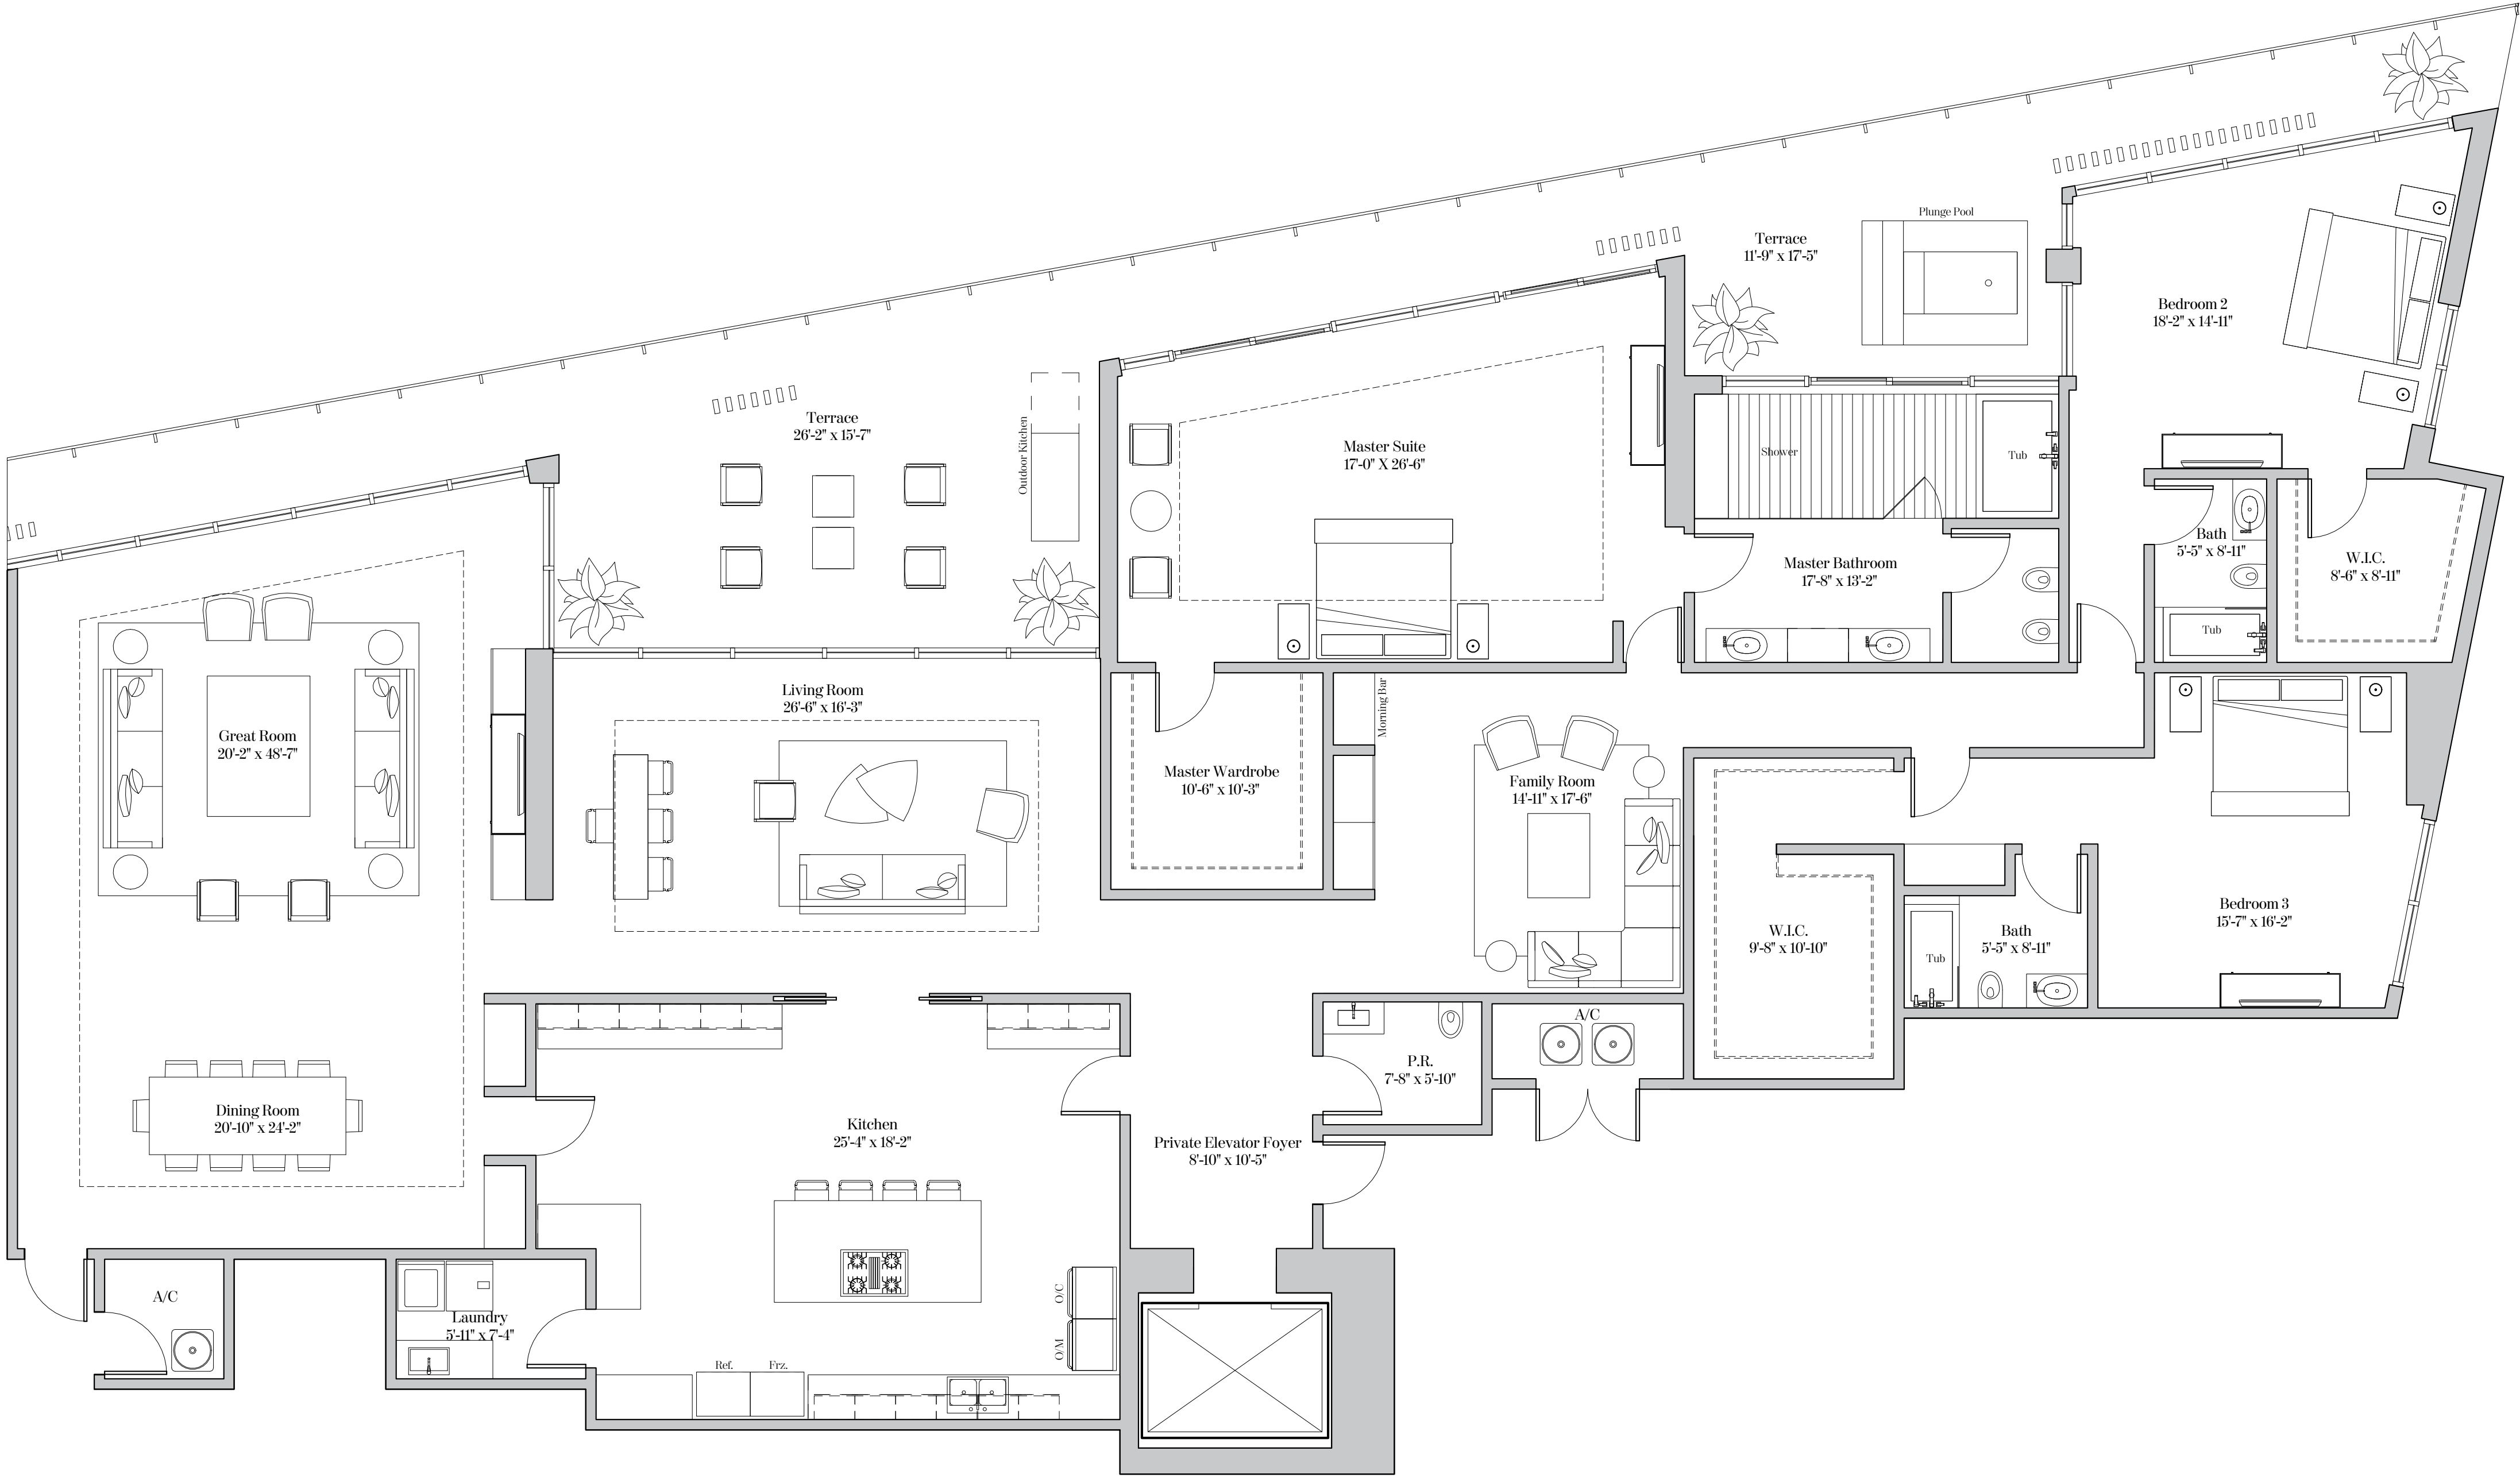 Plunge Pool
Terrace
11'-9" x 17'-5"
Bedroom 2
18'-2" x 14'-11"
Terrace
26'-2" x 15'-7"
Outdoor Kitchen
Master Suite
17'-0" X 26'-6"
Shower
Tub
Master Bathroom
17'-8" x 13'-2"
Bath
5'-5" x 8'-11"
Tub
W.I.C.
8'-6" x 8'-11"
Great Room
20'-2" x 48'-7"
Living Room
26'-6" x 16'-3"
Master Wardrobe
10'-6" x 10'-3"
Morning Bar
Family Room
14'-11" x 17'-6"
W.I.C.
9'-8" x 10'-10"
Bath
5'-5" x 8'-11"
Tub
Bedroom 3
15'-7" x 16'-2"
Dining Room
20'-10" x 24'-2"
Kitchen
25'-4" x 18'-2"
Private Elevator Foyer
8'-10" x 10'-5"
P.R.
7'-8" x 5'-10"
A/C
A/C
Laundry
5'-11" x 7'-4"
Ref.
Frz.
O/C
O/M